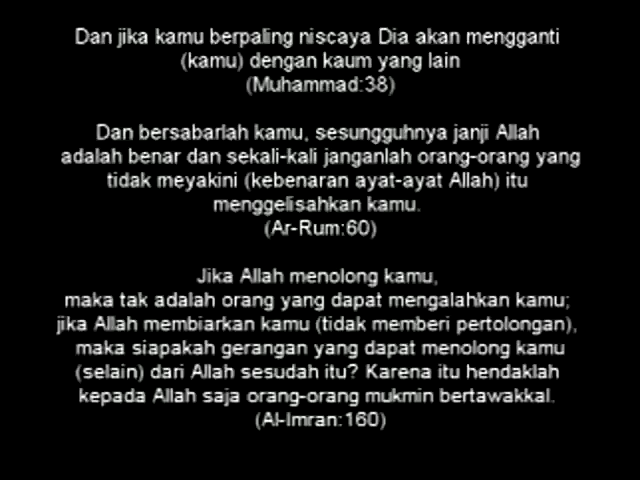 Dan jika kamu berpaling niscaya Dia akan mengganti
(kamu) dengan kaum yang lain
(Muhammad:38)
Dan bersabarlah kamu, sesungguhnya janji Allah
adalah benar dan sekali-kali janganlah orang-orang yang
tidak meyakini (kebenaran ayat-ayat Allah) itu
menggelisahkan kamu.
(Ar-Rum:60)
Jika Allah menolong kamu,
maka tak adalah orang yang dapat mengalahkan kamu;
jika Allah membiarkan kamu (tidak memberi pertolongan),
maka siapakah gerangan yang dapat menolong kamu
(selain) dari Allah sesudah itu? Karena itu hendaklah
kepada Allah saja orang-orang mukmin bertawakkal.
(Al-Imran:160)